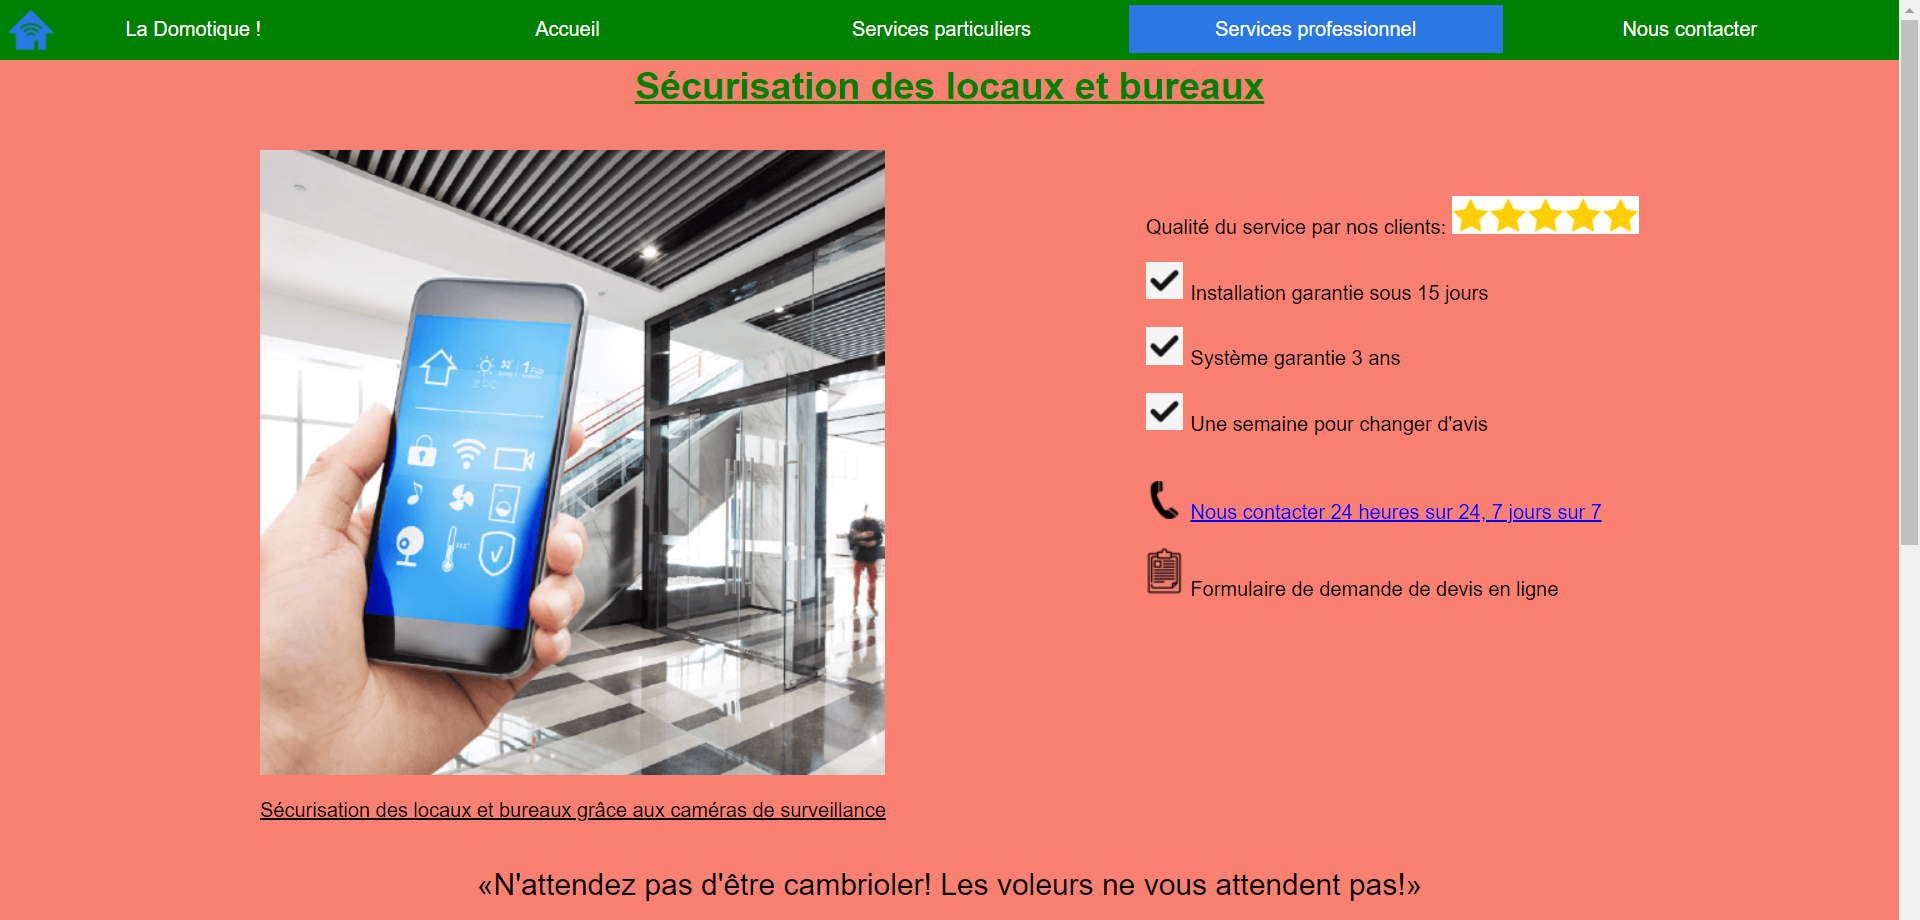 La Domotique !
Accueil
Services particuliers
Services professionnel
Nous contacter
Sécurisation des locaux et bureaux
Qualité du service par nos clients:
Installation garantie sous 15 jours
Système garantie 3 ans
Une semaine pour changer d'avis
Nous contacter 24 heures sur 24, 7 jours sur 7
Formulaire de demande de devis en ligne
Sécurisation des locaux et bureaux grâce aux caméras de surveillance
«N'attendez pas d'être cambrioler! Les voleurs ne vous attendent pas!»